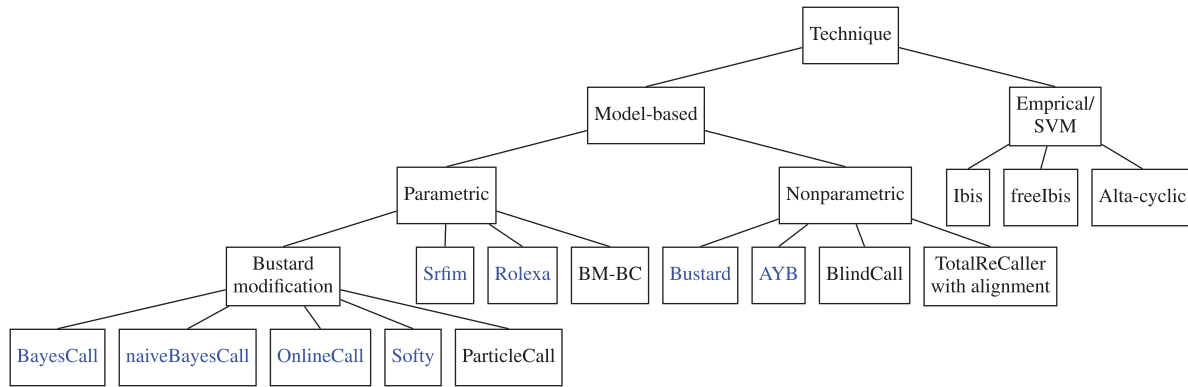 Technique
Model-based
Emprical/
SVM
Parametric
Nonparametric
Ibis
freeIbis
Alta-cyclic
Bustard
modification
Srfim
Rolexa
BM-BC
Bustard
AYB
BlindCall
TotalReCaller
with alignment
BayesCall
naiveBayesCall
OnlineCall
Softy
ParticleCall